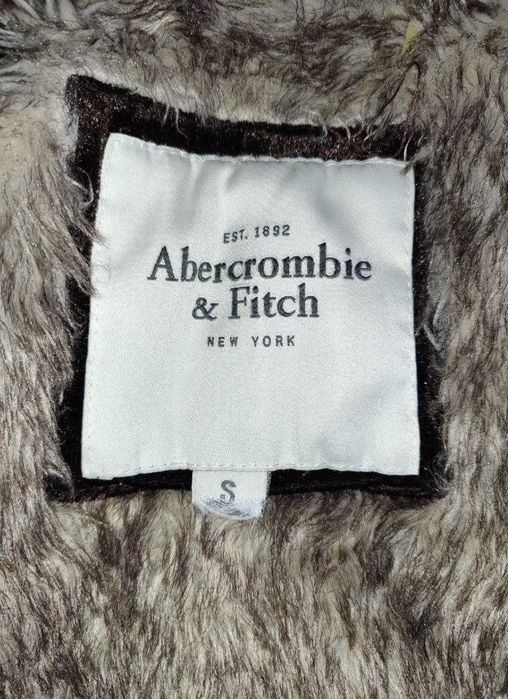 EST. 1892
Abercrombie
& Fitch
NEW YORK
S